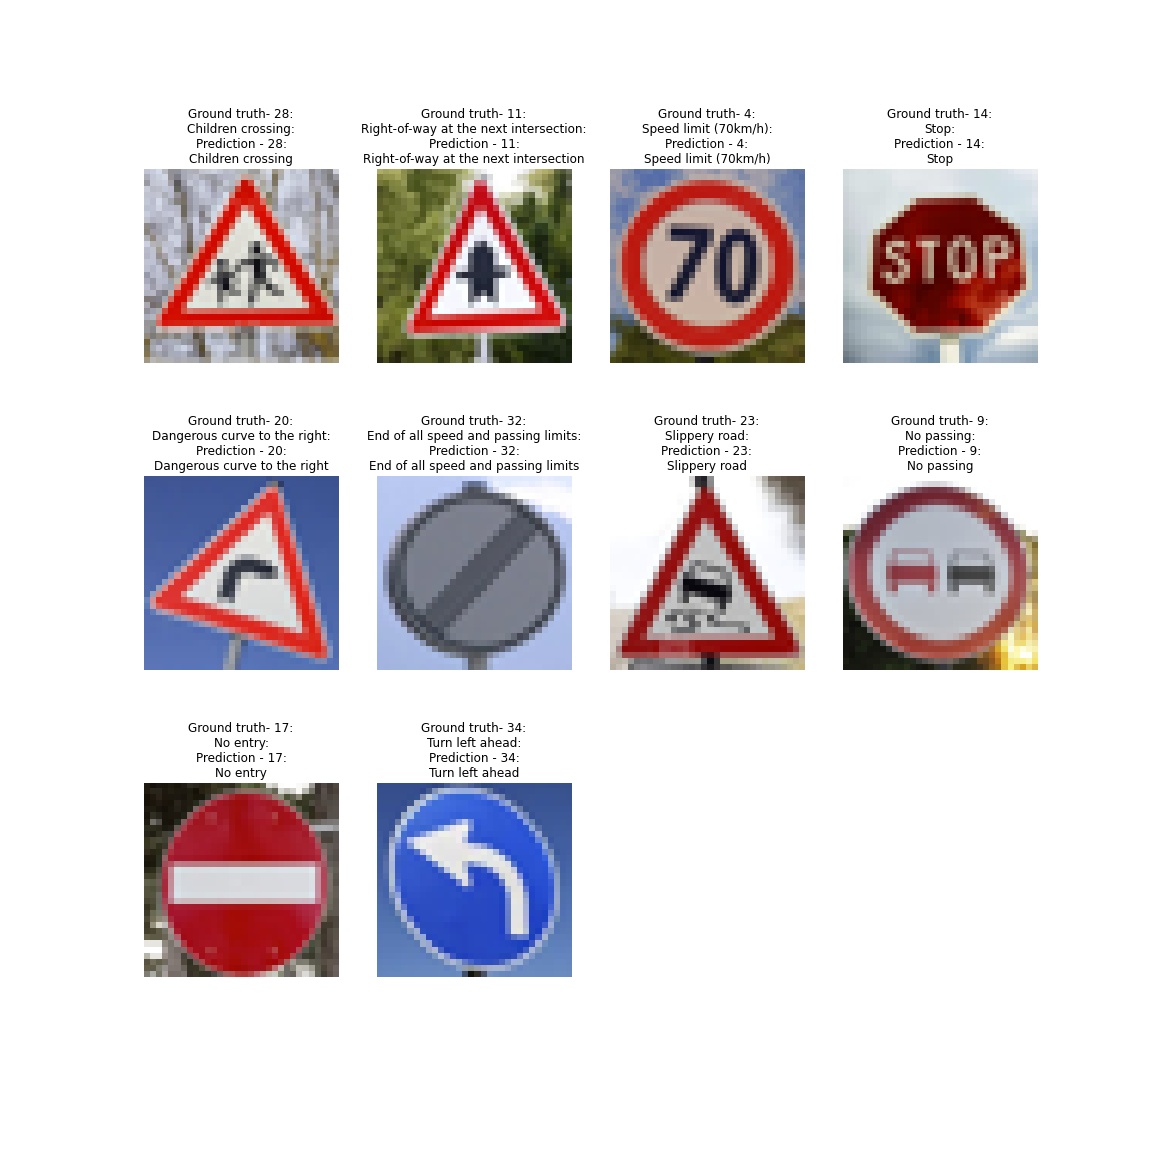 Ground truth- 28:
Children crossing:
Prediction - 28:
Children crossing
Ground truth- 11:
Right-of-way at the next intersection:
Prediction - 11:
Right-of-way at the next intersection
Ground truth- 4:
Speed limit (70km/h):
Prediction - 4:
Speed limit (70km/h)
70
Ground truth- 14:
Stop:
Prediction - 14:
Stop
STOP
Ground truth- 20:
Dangerous curve to the right:
Prediction - 20:
Dangerous curve to the right
Ground truth- 32:
End of all speed and passing limits:
Prediction - 32:
End of all speed and passing limits
Ground truth- 23:
Slippery road:
Prediction - 23:
Slippery road
Ground truth- 9:
No passing:
Prediction - 9:
No passing
Ground truth- 17:
No entry:
Prediction - 17:
No entry
Ground truth- 34:
Turn left ahead:
Prediction - 34:
Turn left ahead